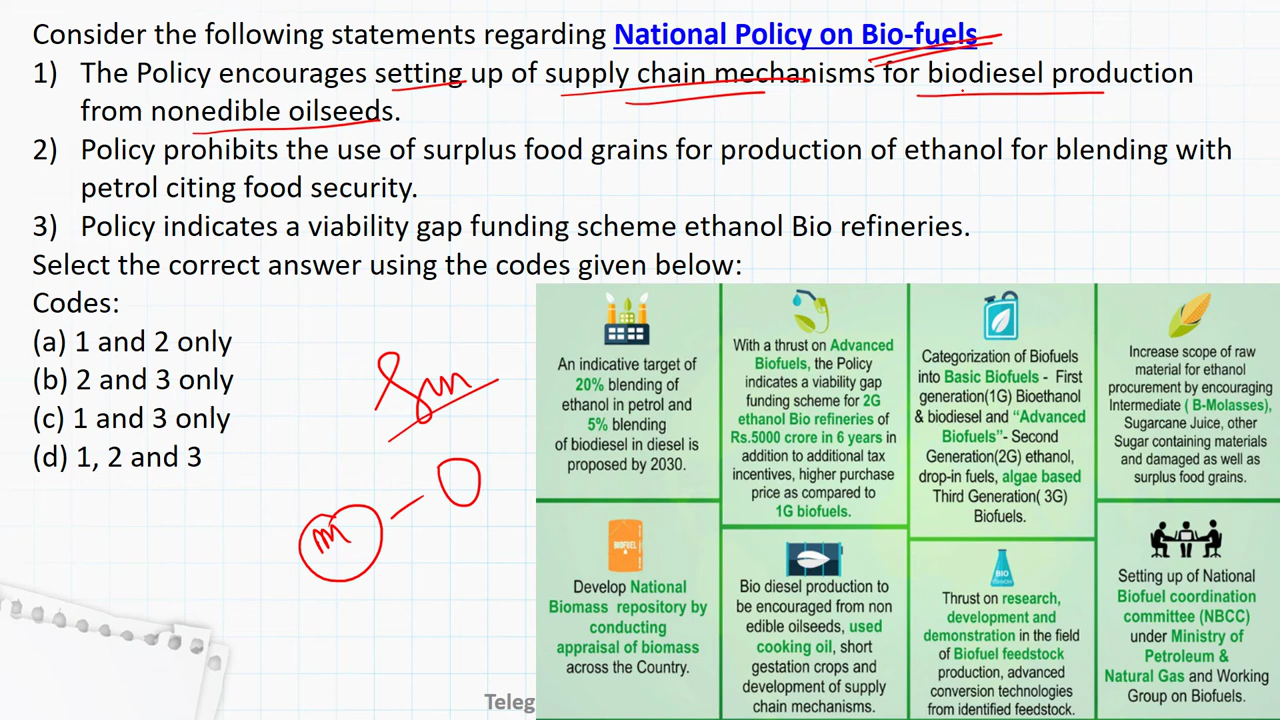 Consider the following statements regarding National Policy on Bio-fuels
1) The Policy encourages setting up of supply chain mechanisms for biodiesel production
from nonedible oilseeds.
2) Policy prohibits the use of surplus food grains for production of ethanol for blending with
petrol citing food security.
3) Policy indicates a viability gap funding scheme ethanol Bio refineries.
Select the correct answer using the codes given below:
Codes:
(a) 1 and 2 only
(b) 2 and 3 only
(c) 1 and 3 only
(d) 1, 2 and 3
An indicative target of
20% blending of
ethanol in petrol and
5% blending
of biodiesel in diesel is
proposed by 2030.
With a thrust on Advanced
Biofuels, the Policy
indicates a viability gap
funding scheme for 2G
ethanol Bio refineries of
Rs.5000 crore in 6 years in
addition to additional tax
incentives, higher purchase
price as compared to
1G biofuels.
Categorization of Biofuels
into Basic Biofuels - First
generation(1G) Bioethanol
& biodiesel and “Advanced
Biofuels”- Second
Generation(2G) ethanol,
drop-in fuels, algae based
Third Generation( 3G)
Biofuels.
Increase scope of raw
material for ethanol
procurement by encouraging
Intermediate ( B-Molasses),
Sugarcane Juice, other
Sugar containing materials
and damaged as well as
surplus food grains.
BIOFUEL
Develop National
Biomass repository by
conducting
appraisal of biomass
across the Country.
Bio diesel production to
be encouraged from non
edible oilseeds, used
cooking oil, short
gestation crops and
development of supply
chain mechanisms.
BIO
Thrust on research,
development and
demonstration in the field
of Biofuel feedstock
production, advanced
conversion technologies
from identified feedstock.
Setting up of National
Biofuel coordination
committee (NBCC)
under Ministry of
Petroleum &
Natural Gas and Working
Group on Biofuels.
Teleg